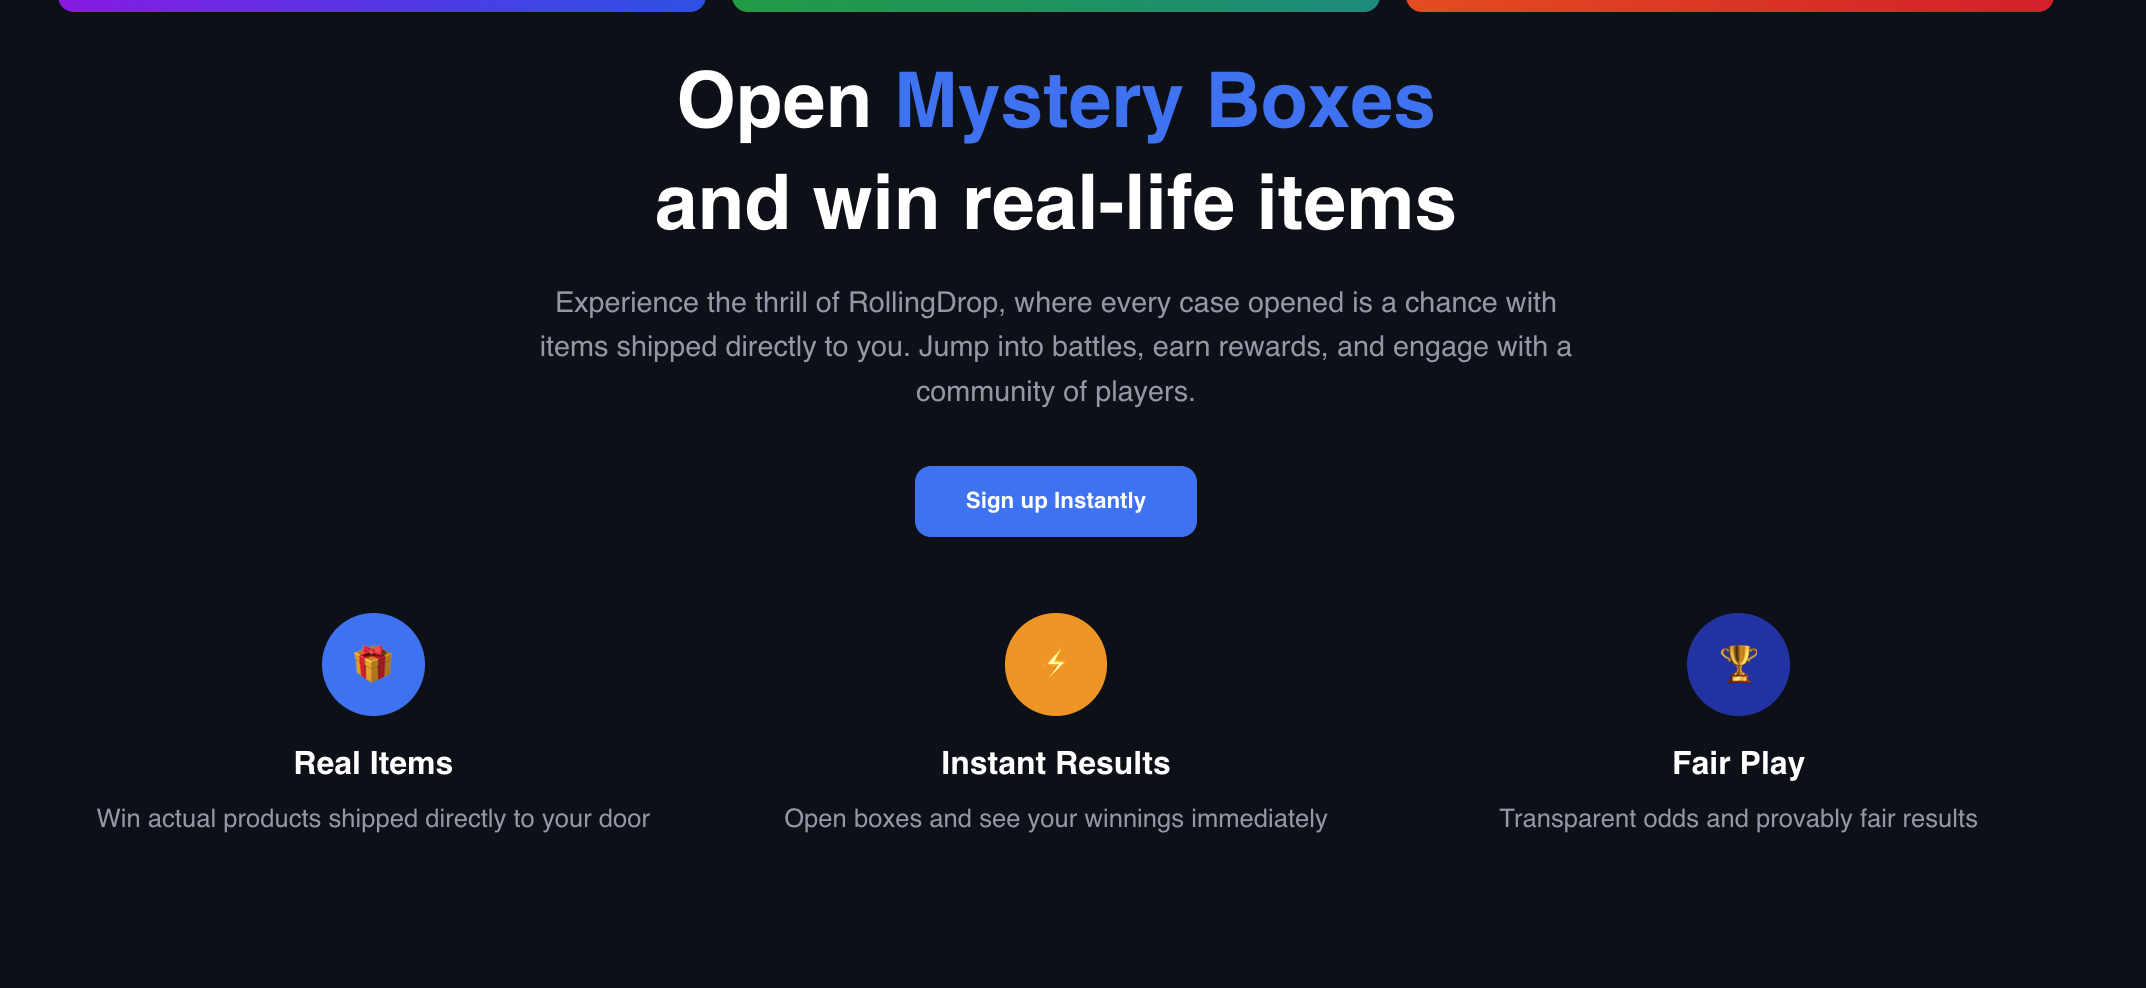 Open Mystery Boxes
and win real-life items
Experience the thrill of RollingDrop, where every case opened is a chance with
items shipped directly to you. Jump into battles, earn rewards, and engage with a
community of players.
Sign up Instantly
Real Items
Win actual products shipped directly to your door
Instant Results
Open boxes and see your winnings immediately
Fair Play
Transparent odds and provably fair results